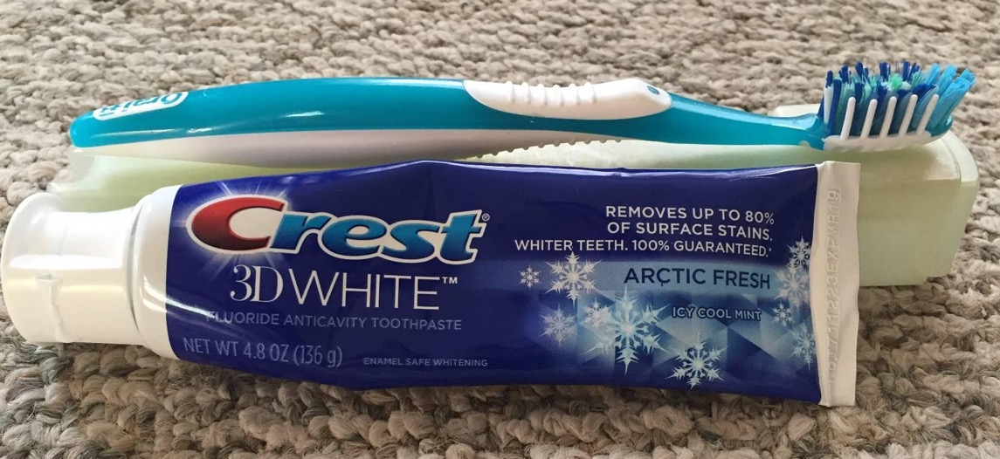 Oral-B
Crest®
3D WHITE™
FLUORIDE ANTICAVITY TOOTHPASTE
NET WT 4.8 OZ (136 g)
ENAMEL SAFE WHITENING
REMOVES UP TO 80%
OF SURFACE STAINS.
WHITER TEETH. 100% GUARANTEED.*
ARCTIC FRESH
ICY COOL MINT